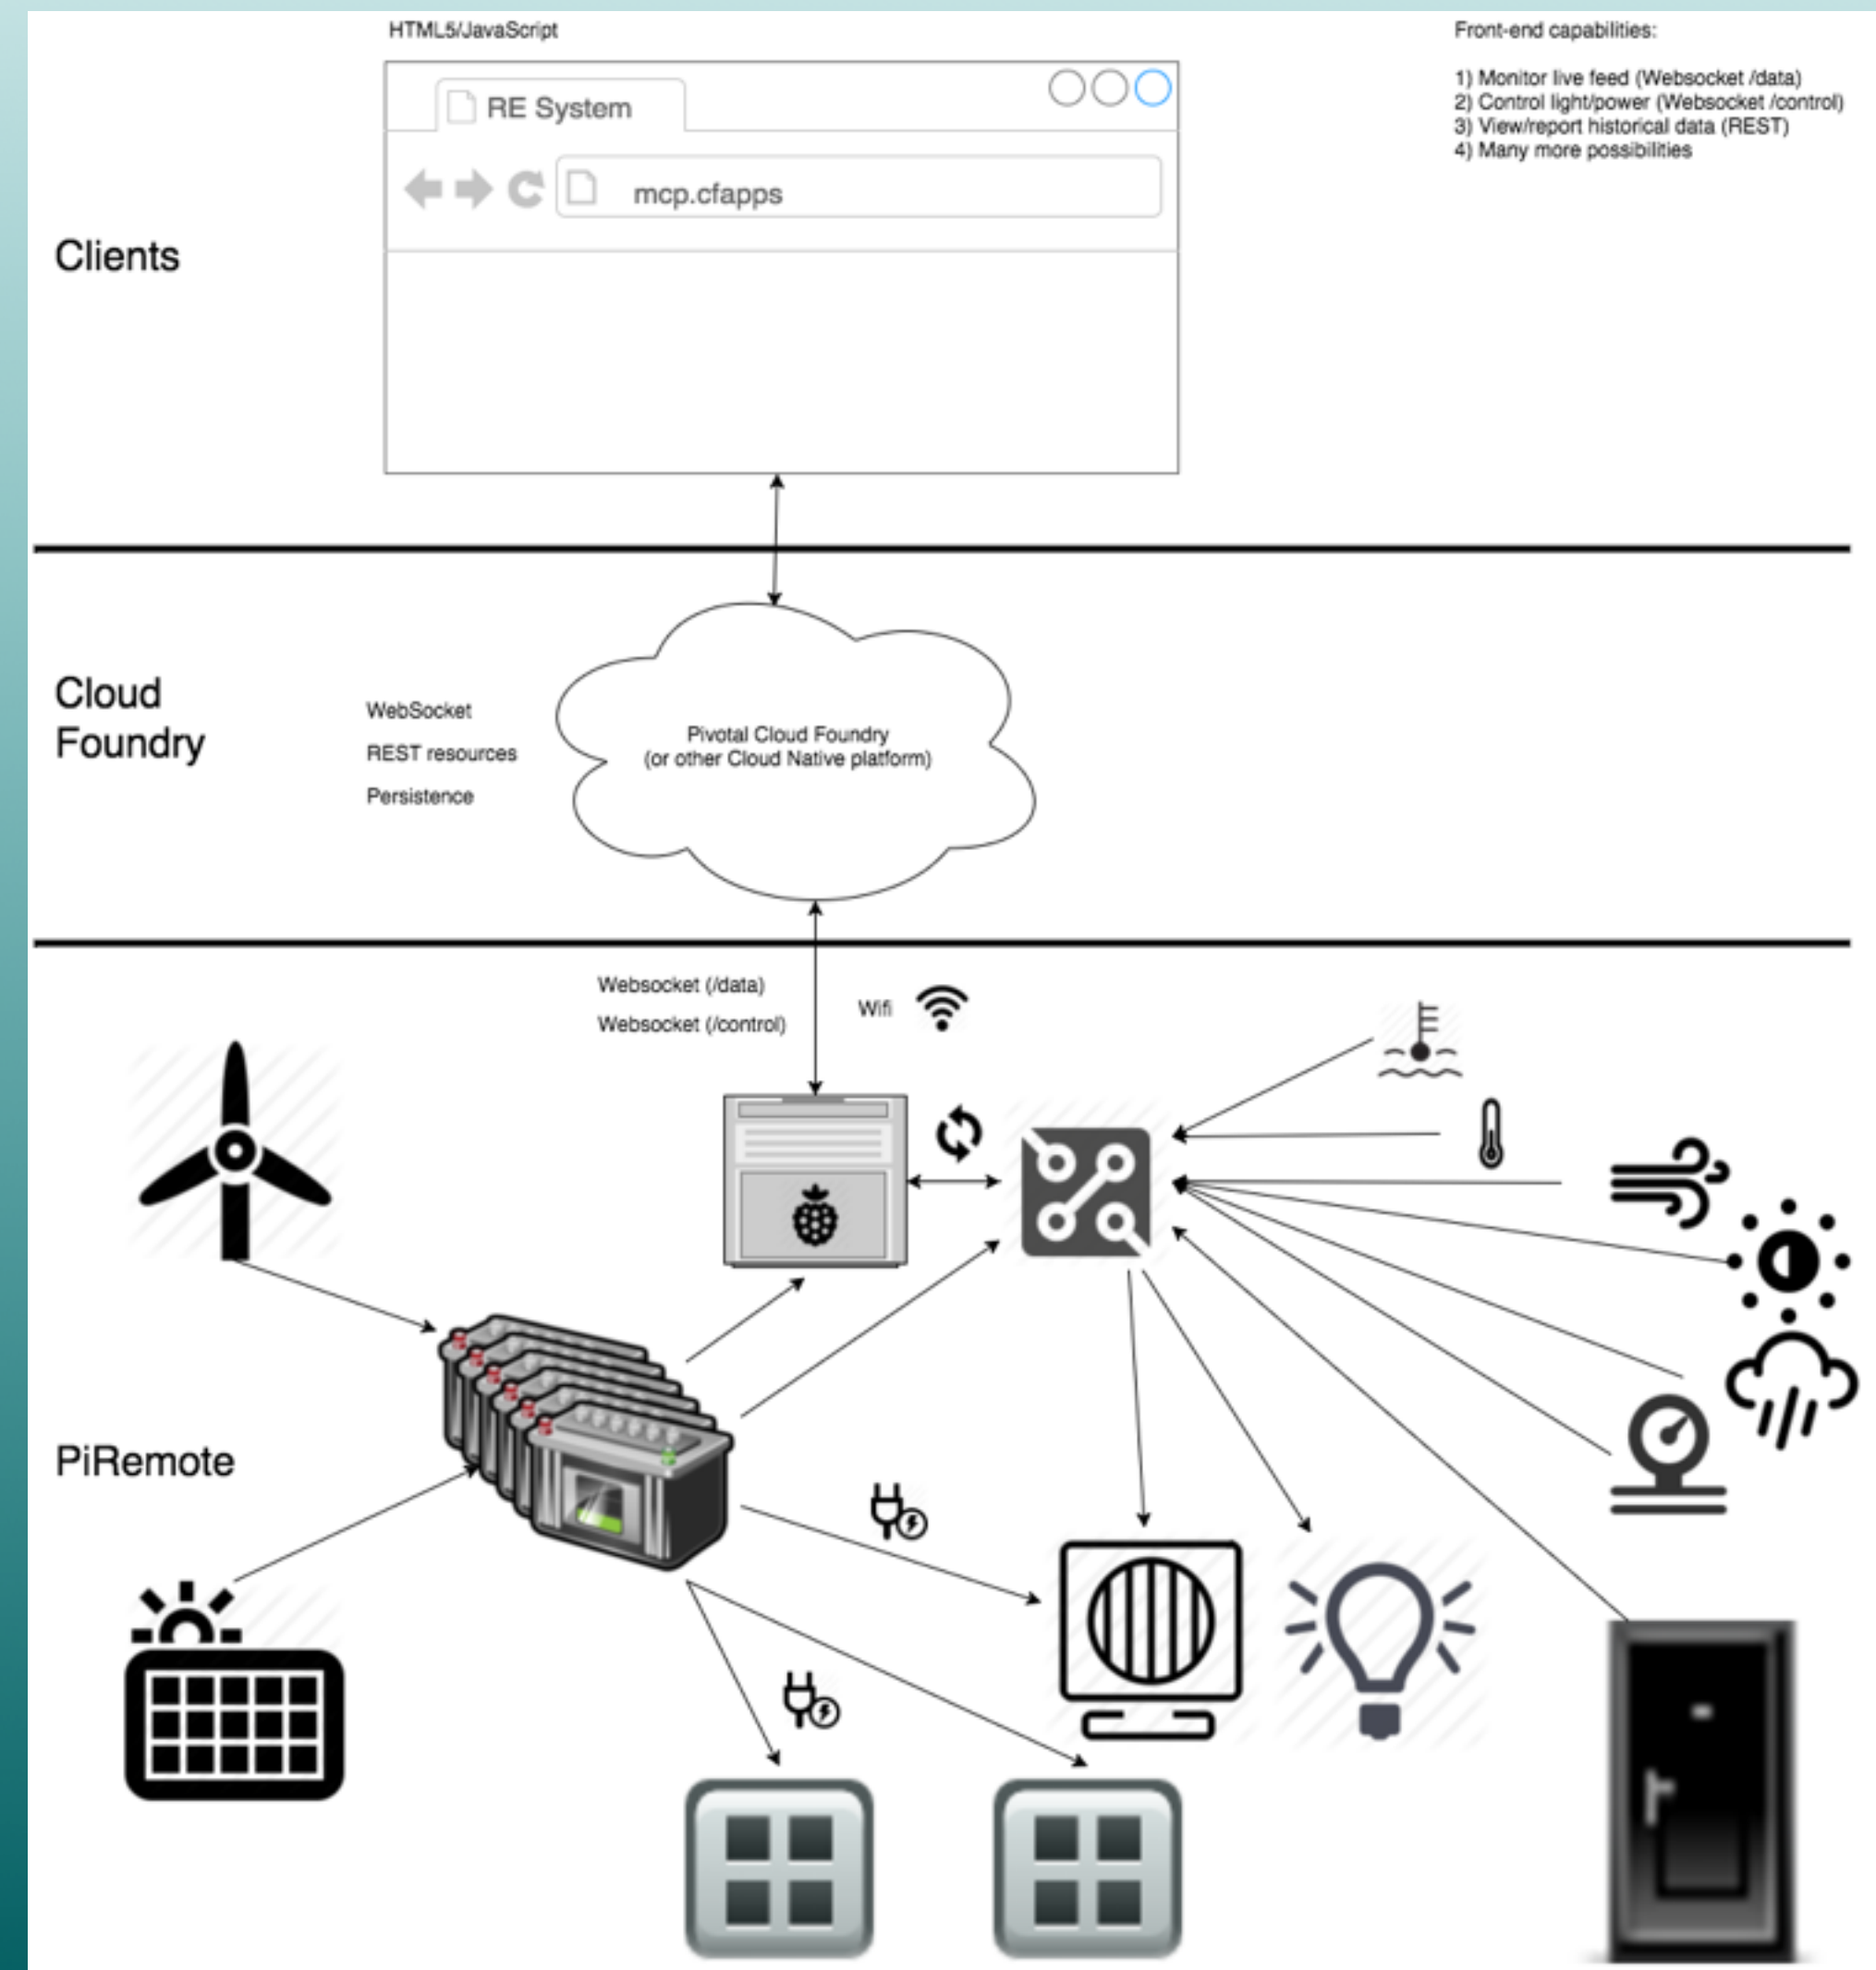 HTML5/JavaScript
Front-end capabilities:
1) Monitor live feed (Websocket /data)
2) Control light/power (Websocket /control)
3) View/report historical data (REST)
4) Many more possibilities
RE System
mcp.cfapps
Clients
Cloud
Foundry
WebSocket
REST resources
Persistence
Pivotal Cloud Foundry
(or other Cloud Native platform)
Websocket (/data)
Websocket (/control)
Wifi
PiRemote